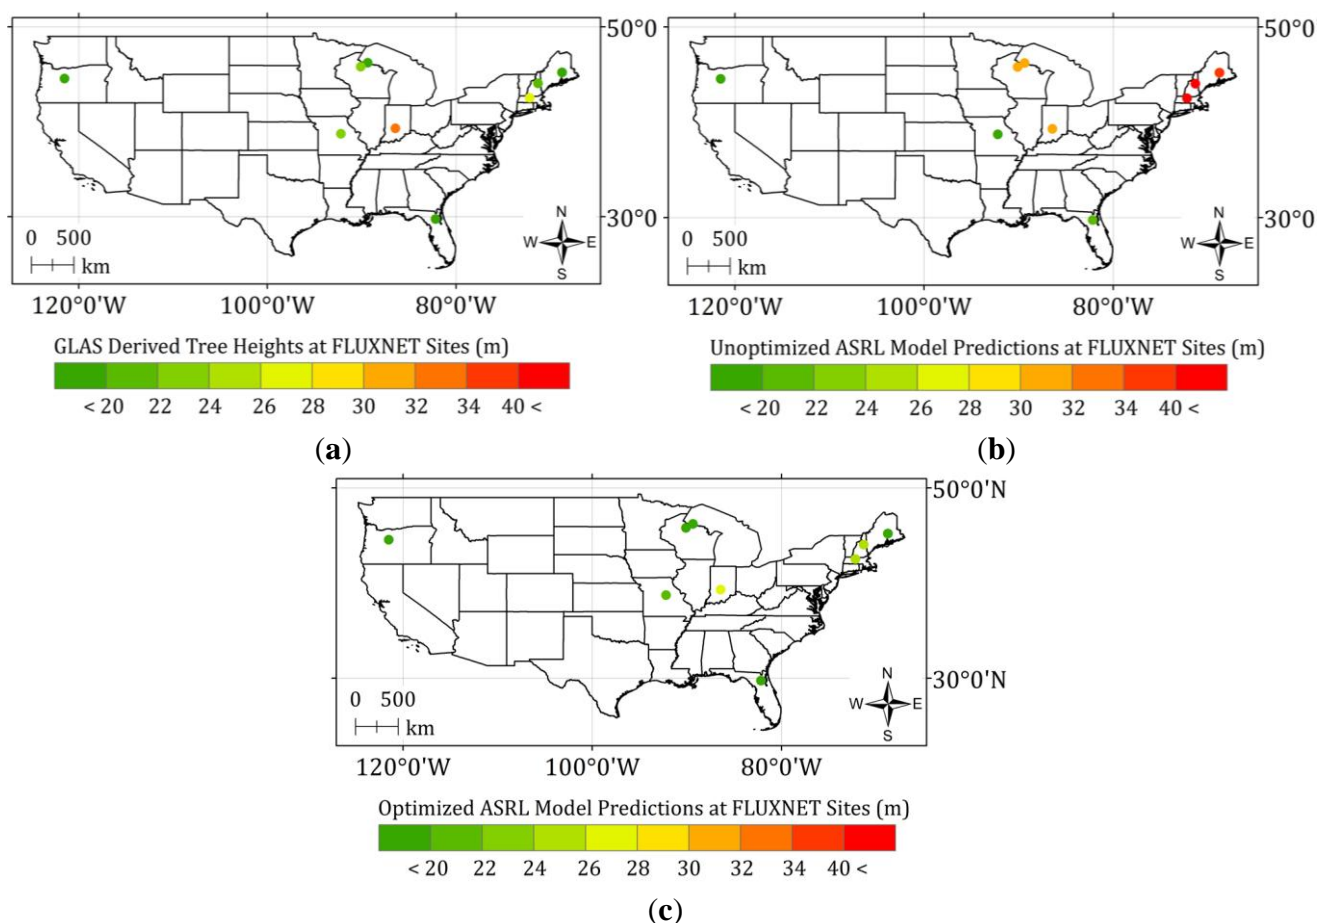 50°0
30°0
N
W E
S
0 500
km
120°0'W 100°0'W 80°0'W
GLAS Derived Tree Heights at FLUXNET Sites (m)
< 20 22 24 26 28 30 32 34 40 <
(a)
50°0
30°0
N
W E
S
0 500
km
120°0'W 100°0'W 80°0'W
Unoptimized ASRL Model Predictions at FLUXNET Sites (m)
< 20 22 24 26 28 30 32 34 40 <
(b)
50°0'N
30°0'N
N
W E
S
0 500
km
120°0'W 100°0'W 80°0'W
Optimized ASRL Model Predictions at FLUXNET Sites (m)
< 20 22 24 26 28 30 32 34 40 <
(c)